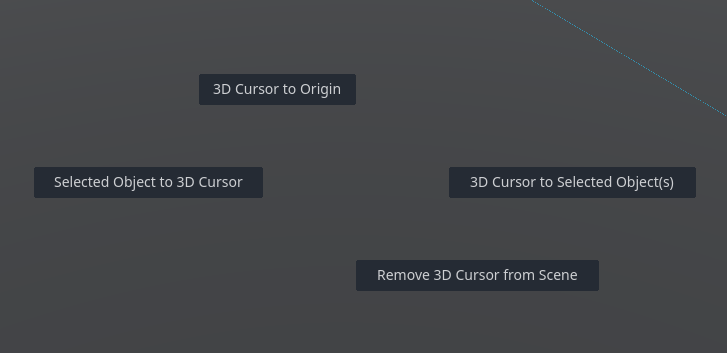 3D Cursor to Origin
Selected Object to 3D Cursor
3D Cursor to Selected Object(s)
Remove 3D Cursor from Scene